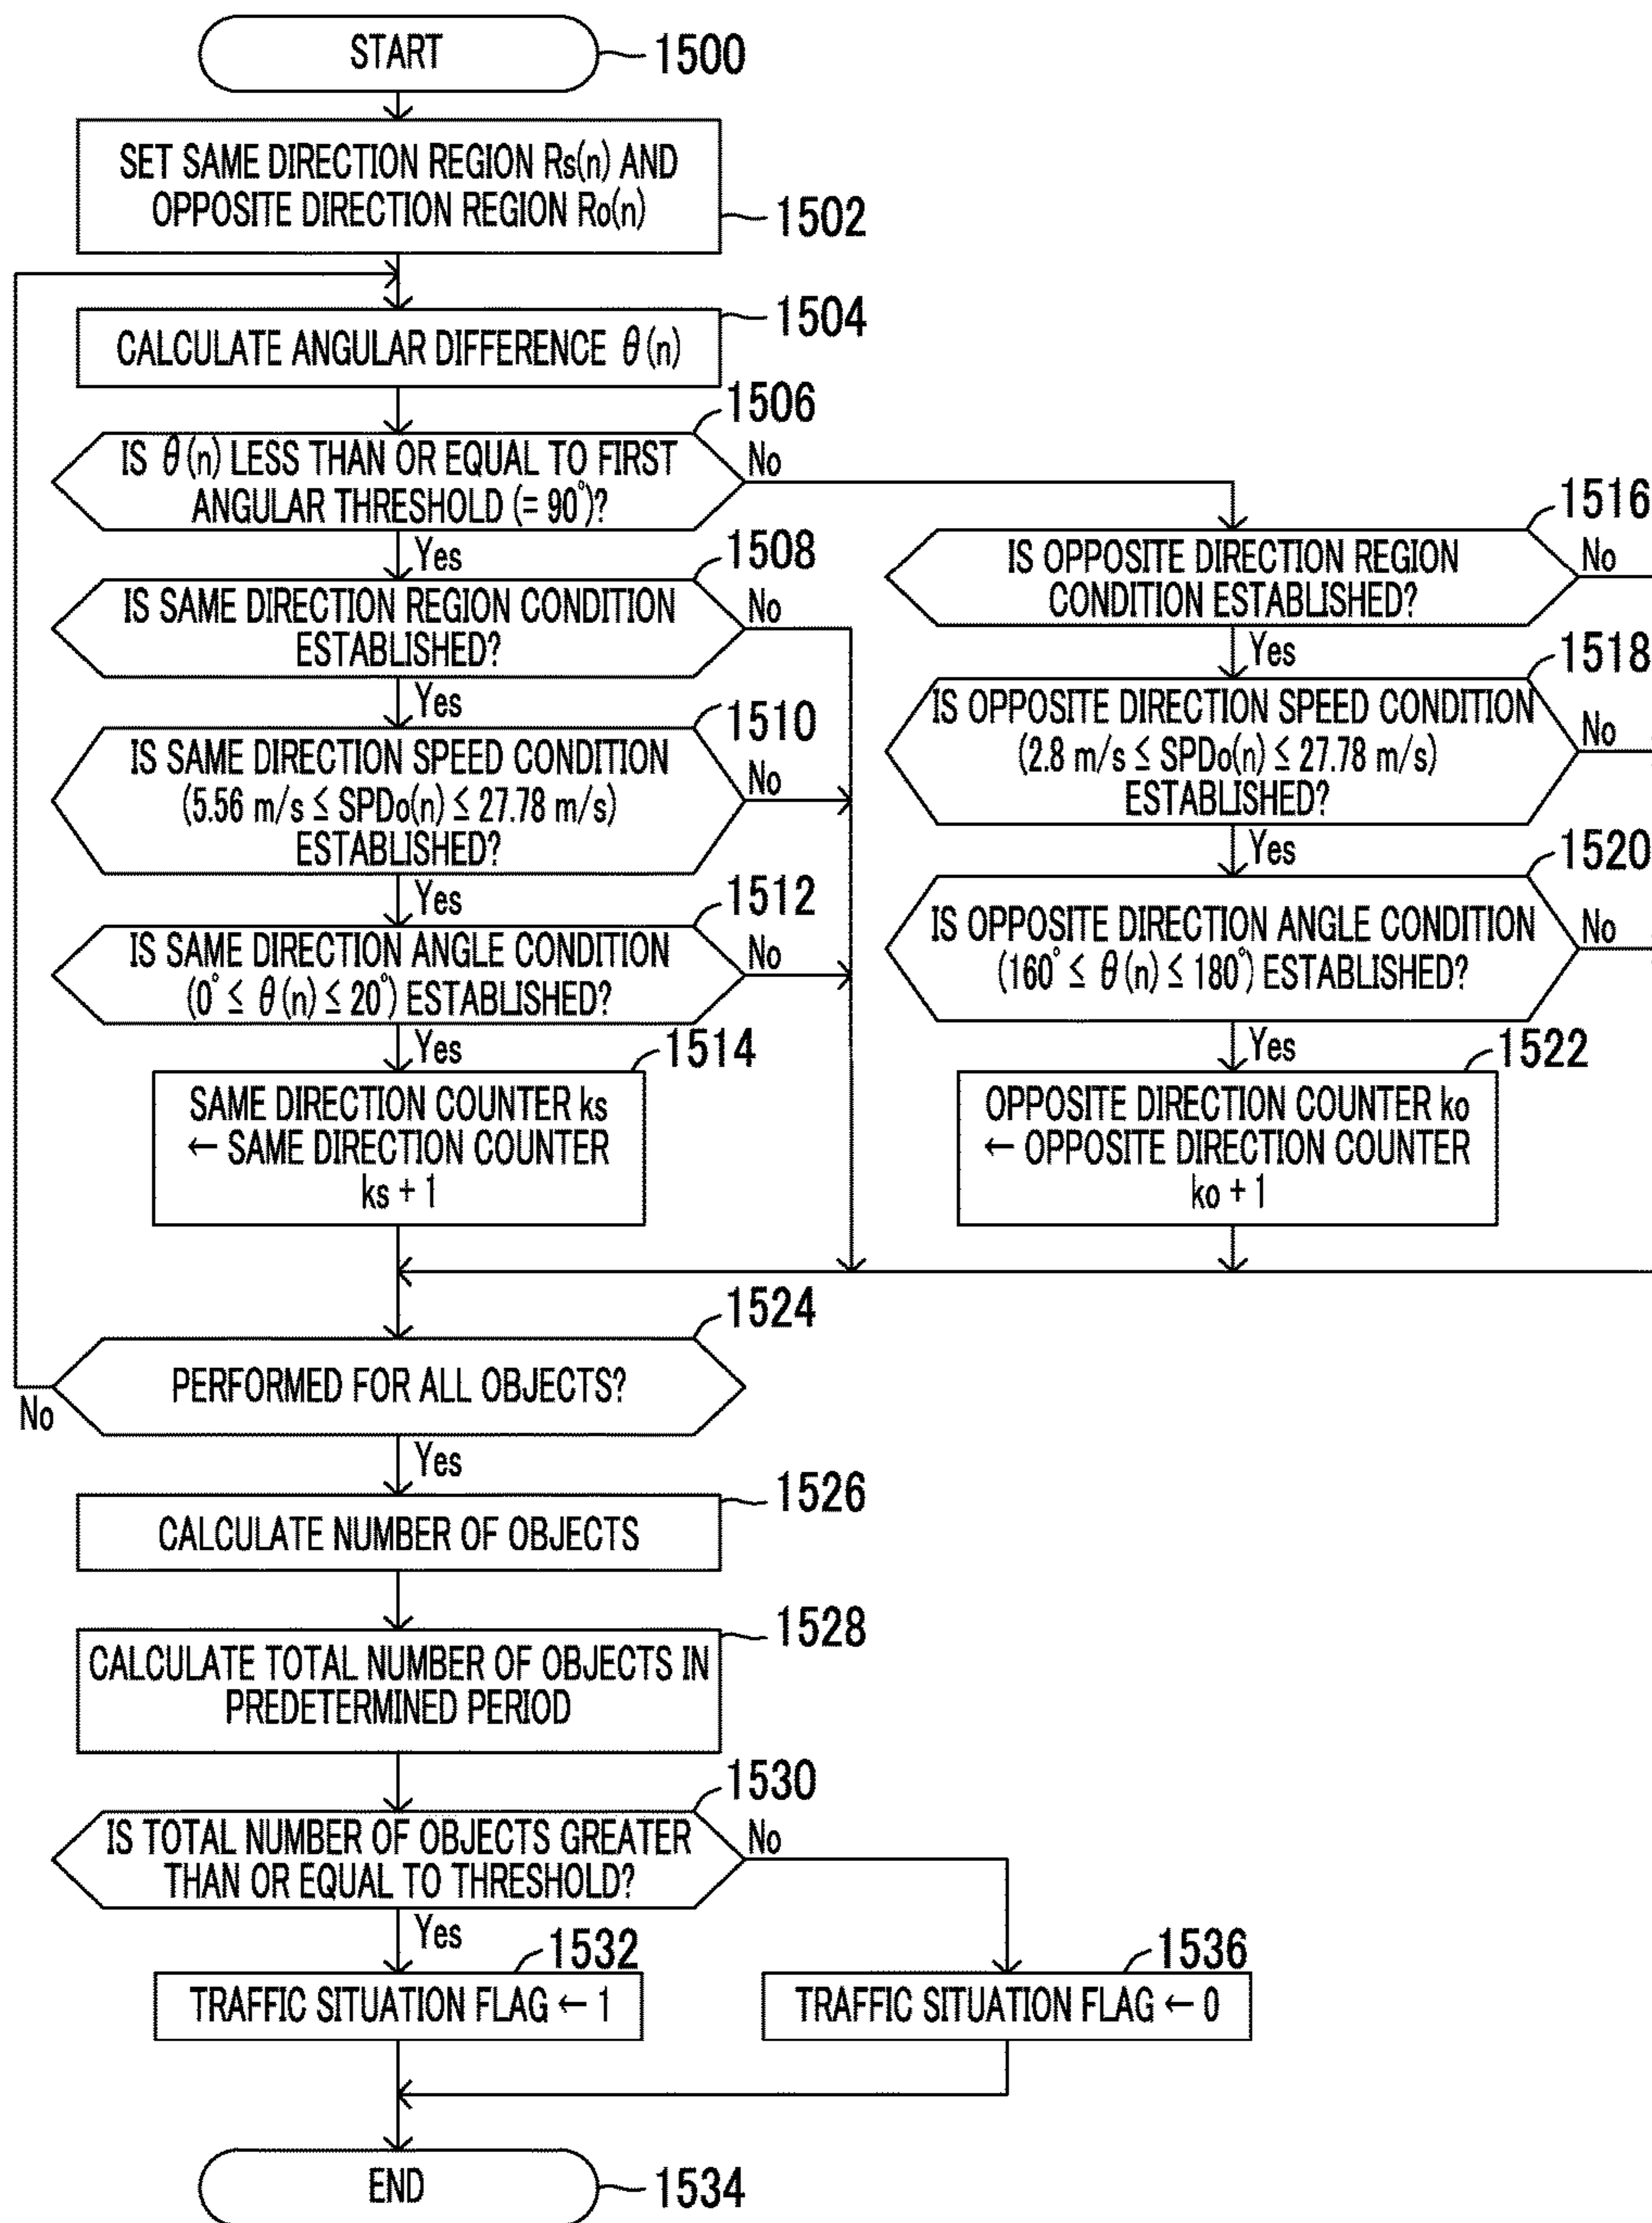 START
1500
SET SAME DIRECTION REGION Rs(n) AND
OPPOSITE DIRECTION REGION Ro(n)
1502
1504
CALCULATE ANGULAR DIFFERENCE θ(n)
1506
IS θ(n) LESS THAN OR EQUAL TO FIRST
ANGULAR THRESHOLD (= 90°)?
No
Yes
1508
IS SAME DIRECTION REGION CONDITION
ESTABLISHED?
No
Yes
1510
IS SAME DIRECTION SPEED CONDITION
(5.56 m/s ≤ SPDo(n) ≤ 27.78 m/s)
ESTABLISHED?
No
Yes
1512
IS SAME DIRECTION ANGLE CONDITION
(0° ≤ θ(n) ≤ 20°) ESTABLISHED?
No
Yes
1514
SAME DIRECTION COUNTER ks
← SAME DIRECTION COUNTER
ks + 1
1516
IS OPPOSITE DIRECTION REGION
CONDITION ESTABLISHED?
No
Yes
1518
IS OPPOSITE DIRECTION SPEED CONDITION
(2.8 m/s ≤ SPDo(n) ≤ 27.78 m/s)
ESTABLISHED?
No
Yes
1520
IS OPPOSITE DIRECTION ANGLE CONDITION
(160° ≤ θ(n) ≤ 180°) ESTABLISHED?
No
Yes
1522
OPPOSITE DIRECTION COUNTER ko
← OPPOSITE DIRECTION COUNTER
ko + 1
1524
PERFORMED FOR ALL OBJECTS?
No
Yes
1526
CALCULATE NUMBER OF OBJECTS
1528
CALCULATE TOTAL NUMBER OF OBJECTS IN
PREDETERMINED PERIOD
1530
IS TOTAL NUMBER OF OBJECTS GREATER
THAN OR EQUAL TO THRESHOLD?
No
Yes
1532
TRAFFIC SITUATION FLAG ← 1
1536
TRAFFIC SITUATION FLAG ← 0
END
1534